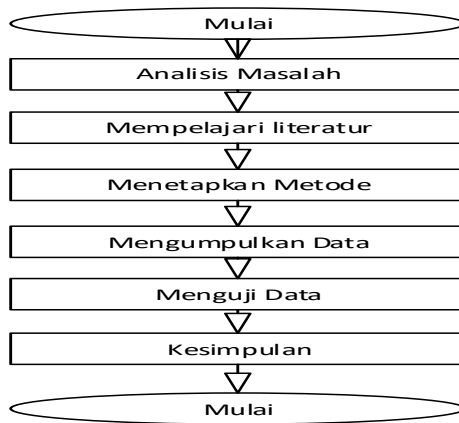 Mulai
Analisis Masalah
Mempelajari literatur
Menetapkan Metode
Mengumpulkan Data
Menguji Data
Kesimpulan
Mulai